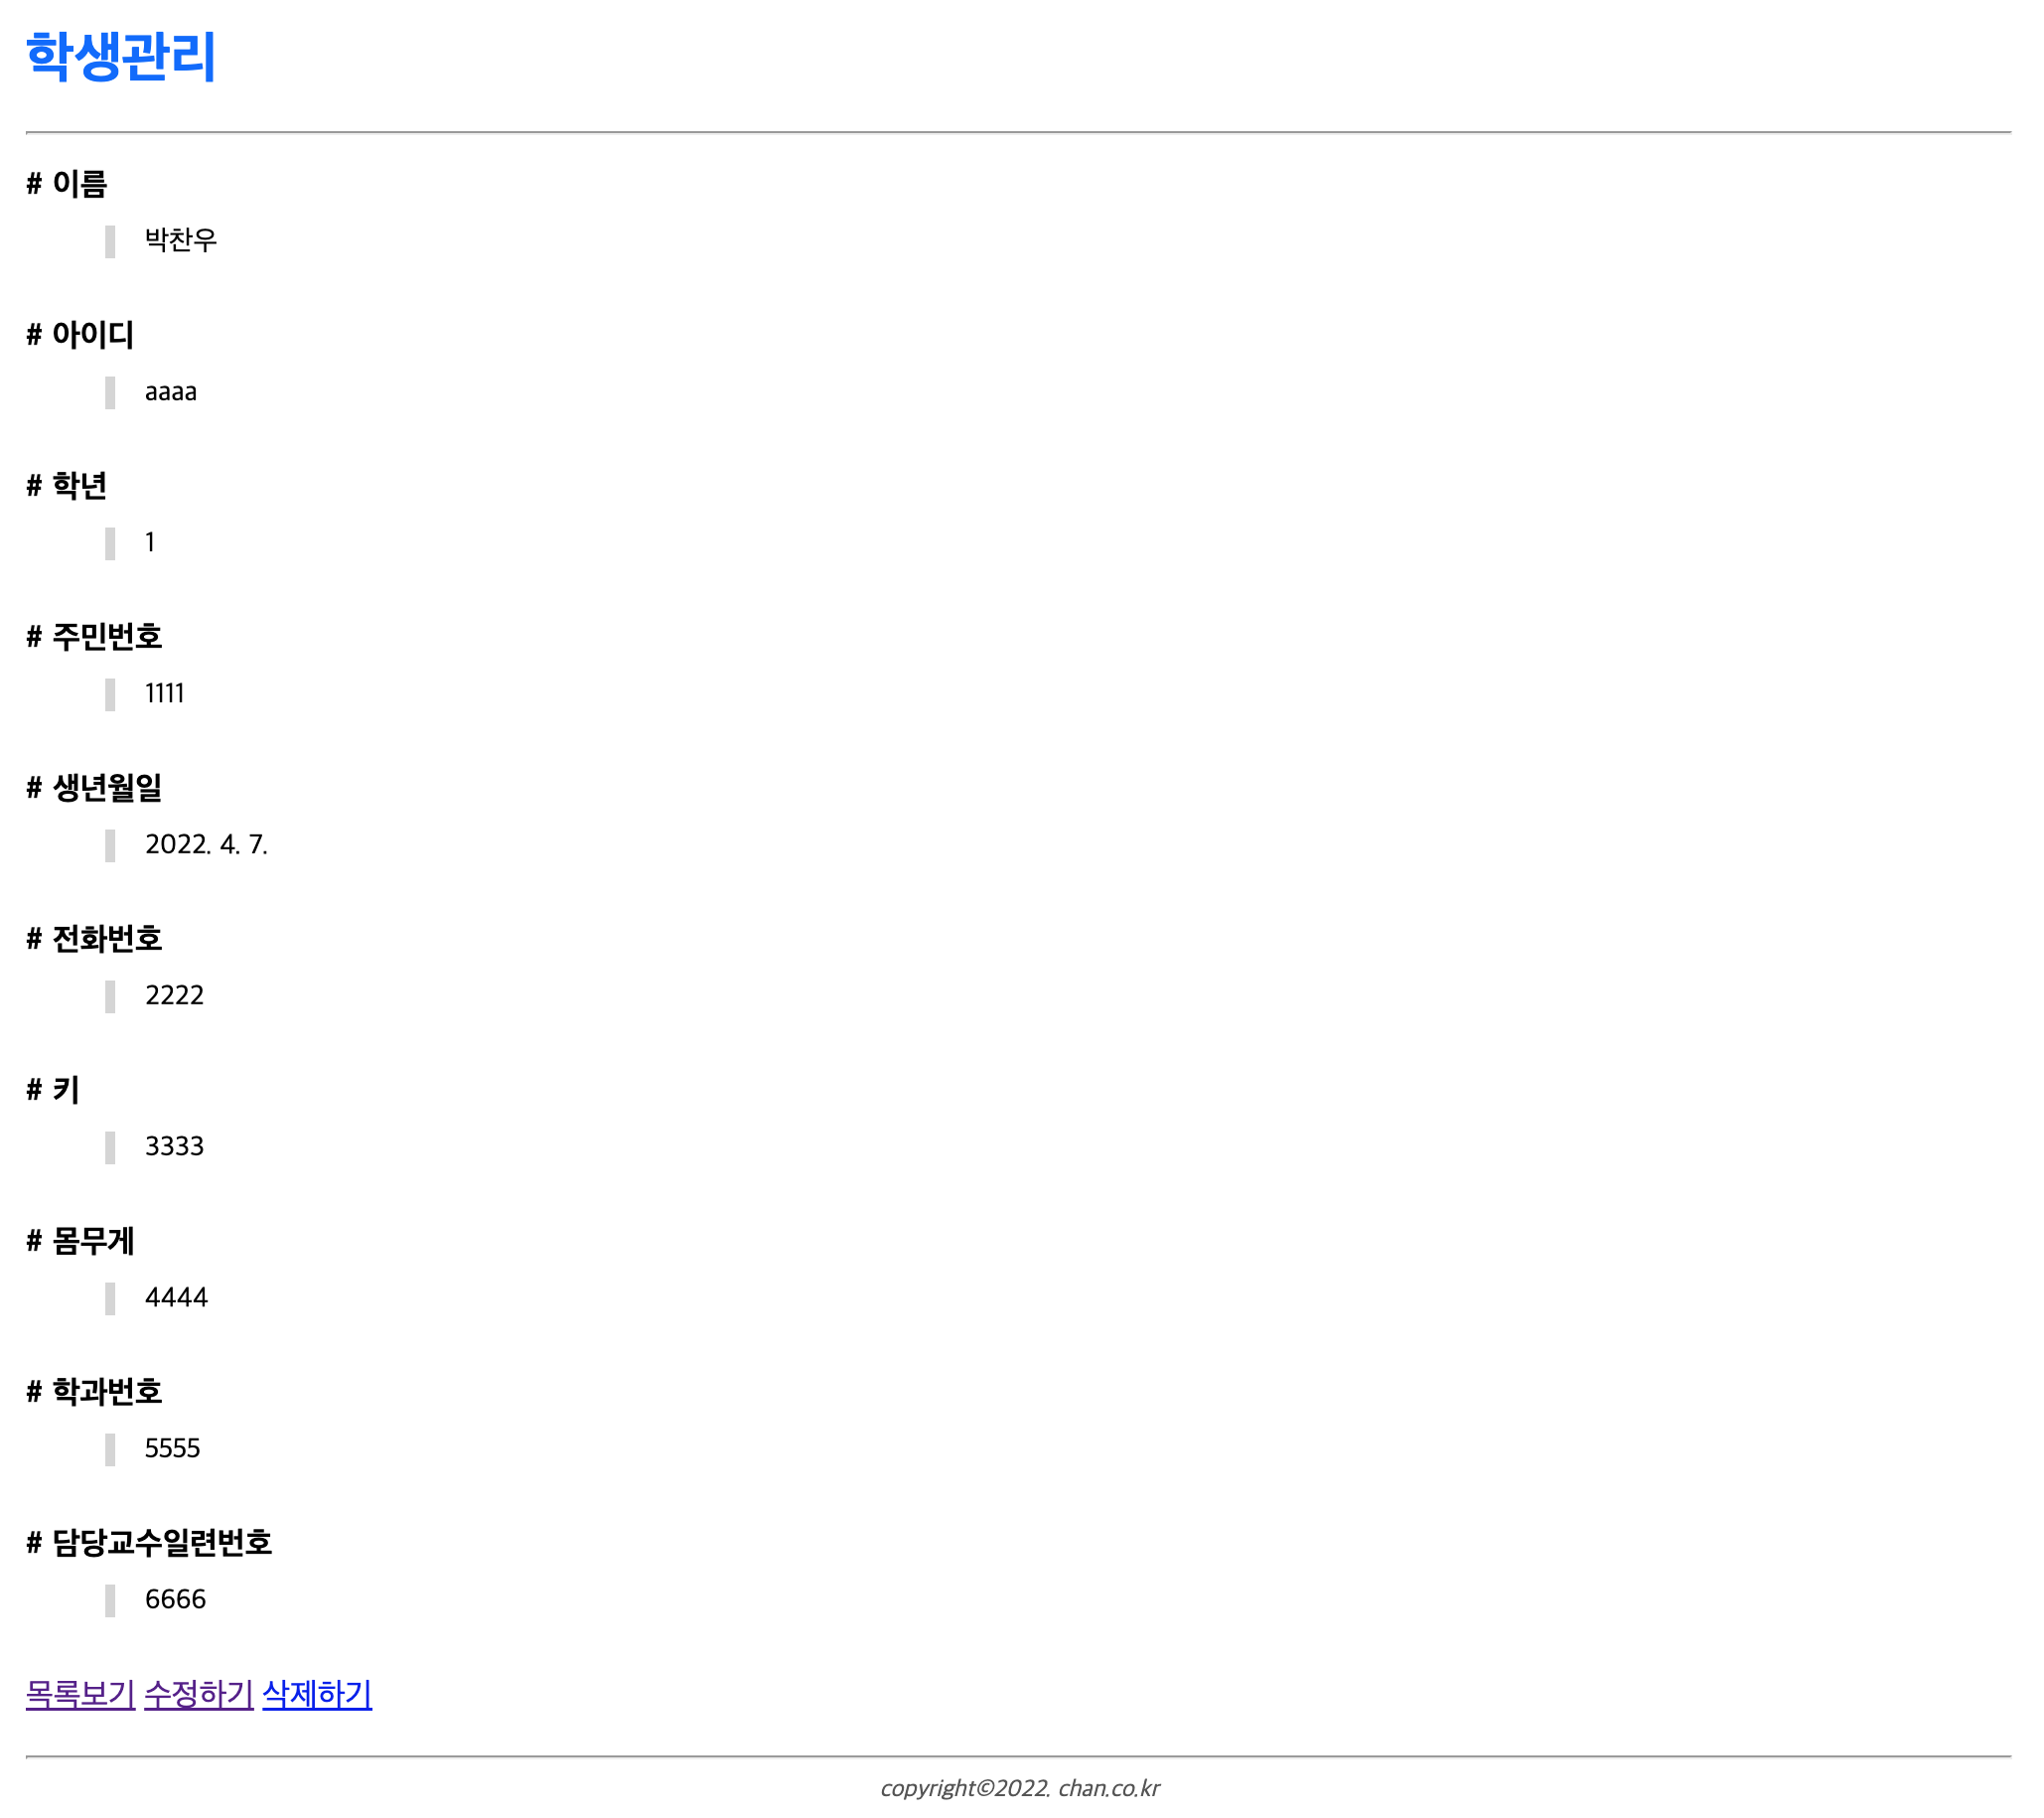 학생관리
# 이름
박찬우
# 아이디
aaaa
# 학년
1
# 주민번호
1111
# 생년월일
2022. 4. 7.
# 전화번호
2222
# 키
3333
# 몸무게
4444
# 학과번호
5555
# 담당교수일련번호
6666
목록보기 수정하기 삭제하기
copyright©2022. chan.co.kr